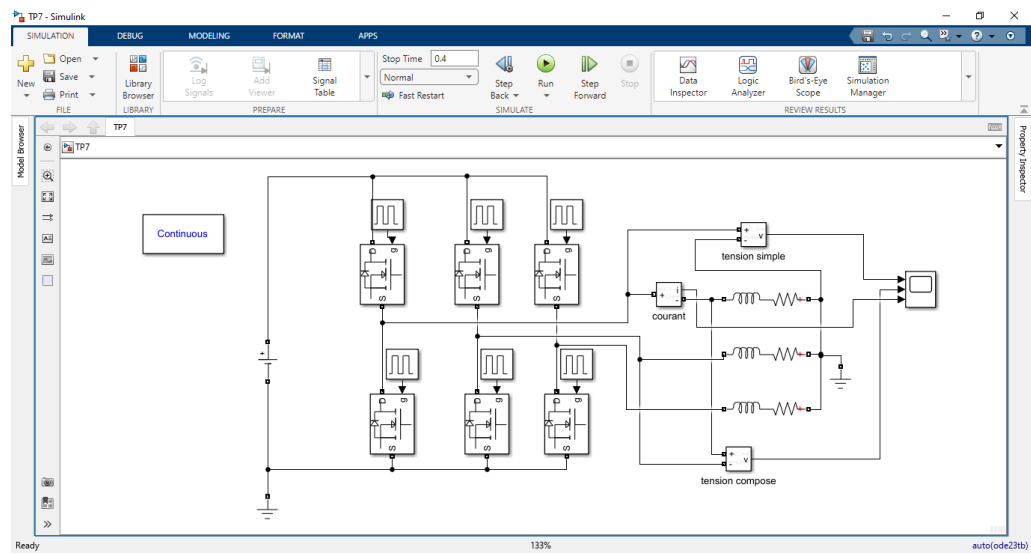 TP7 - Simulink
SIMULATION DEBUG MODELING FORMAT APPS
New
Open
Save
Print
FILE
Library
Browser
LIBRARY
Log
Signals
Add
Viewer
Signal
Table
PREPARE
Stop Time 0.4
Normal
Fast Restart
Step
Back
Run
Step
Forward
Stop
SIMULATE
Data
Inspector
Logic
Analyzer
Bird's-Eye
Scope
Simulation
Manager
REVIEW RESULTS
Model Browser
TP7
TP7
Property Inspector
Continuous
g
D
S
g
D
S
g
D
S
g
D
S
g
D
S
g
D
S
+
+
-
v
tension simple
+
-
i
courant
+
-
v
tension compose
Ready
133%
auto(ode23tb)